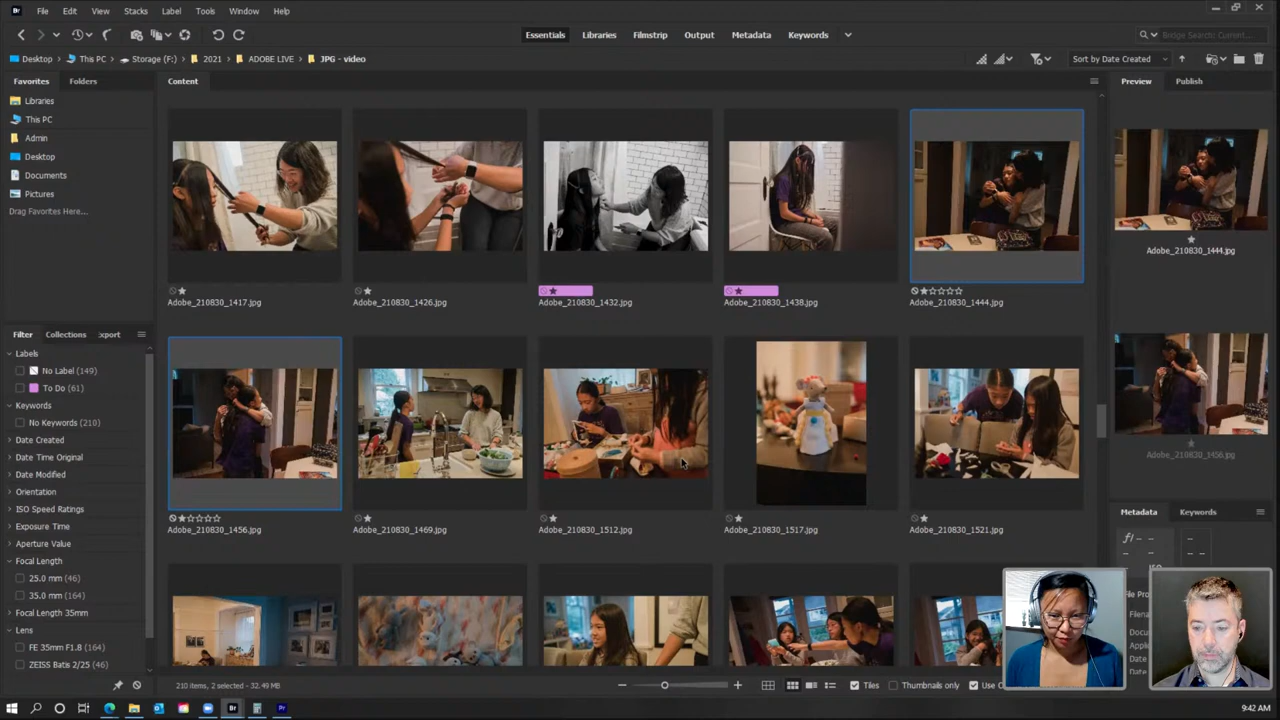 Br File Edit View Stacks Label Tools Window Help
Essentials Libraries Filmstrip Output Metadata Keywords
Bridge Search: Current...
Desktop This PC Storage (F:) 2021 ADOBE LIVE JPG - video
Sort by Date Created
Favorites Folders
Content
Preview Publish
Libraries
This PC
Admin
Desktop
Documents
Pictures
Drag Favorites Here...
Adobe_210830_1417.jpg
Adobe_210830_1426.jpg
Adobe_210830_1432.jpg
Adobe_210830_1438.jpg
Adobe_210830_1444.jpg
Adobe_210830_1444.jpg
Filter Collections
Labels
No Label (149)
To Do (61)
Keywords
No Keywords (210)
Date Created
Date Time Original
Date Modified
Orientation
ISO Speed Ratings
Exposure Time
Aperture Value
Focal Length
25.0 mm (46)
35.0 mm (164)
Focal Length 35mm
Lens
FE 35mm F1.8 (164)
ZEISS Batis 2/25 (46)
Adobe_210830_1456.jpg
Adobe_210830_1469.jpg
Adobe_210830_1512.jpg
Adobe_210830_1517.jpg
Adobe_210830_1521.jpg
Adobe_210830_1456.jpg
Metadata Keywords
f/ -- --
-- --
ISO
210 items, 2 selected - 32.49 MB
Tiles Thumbnails only
Br Pr
9:42 AM